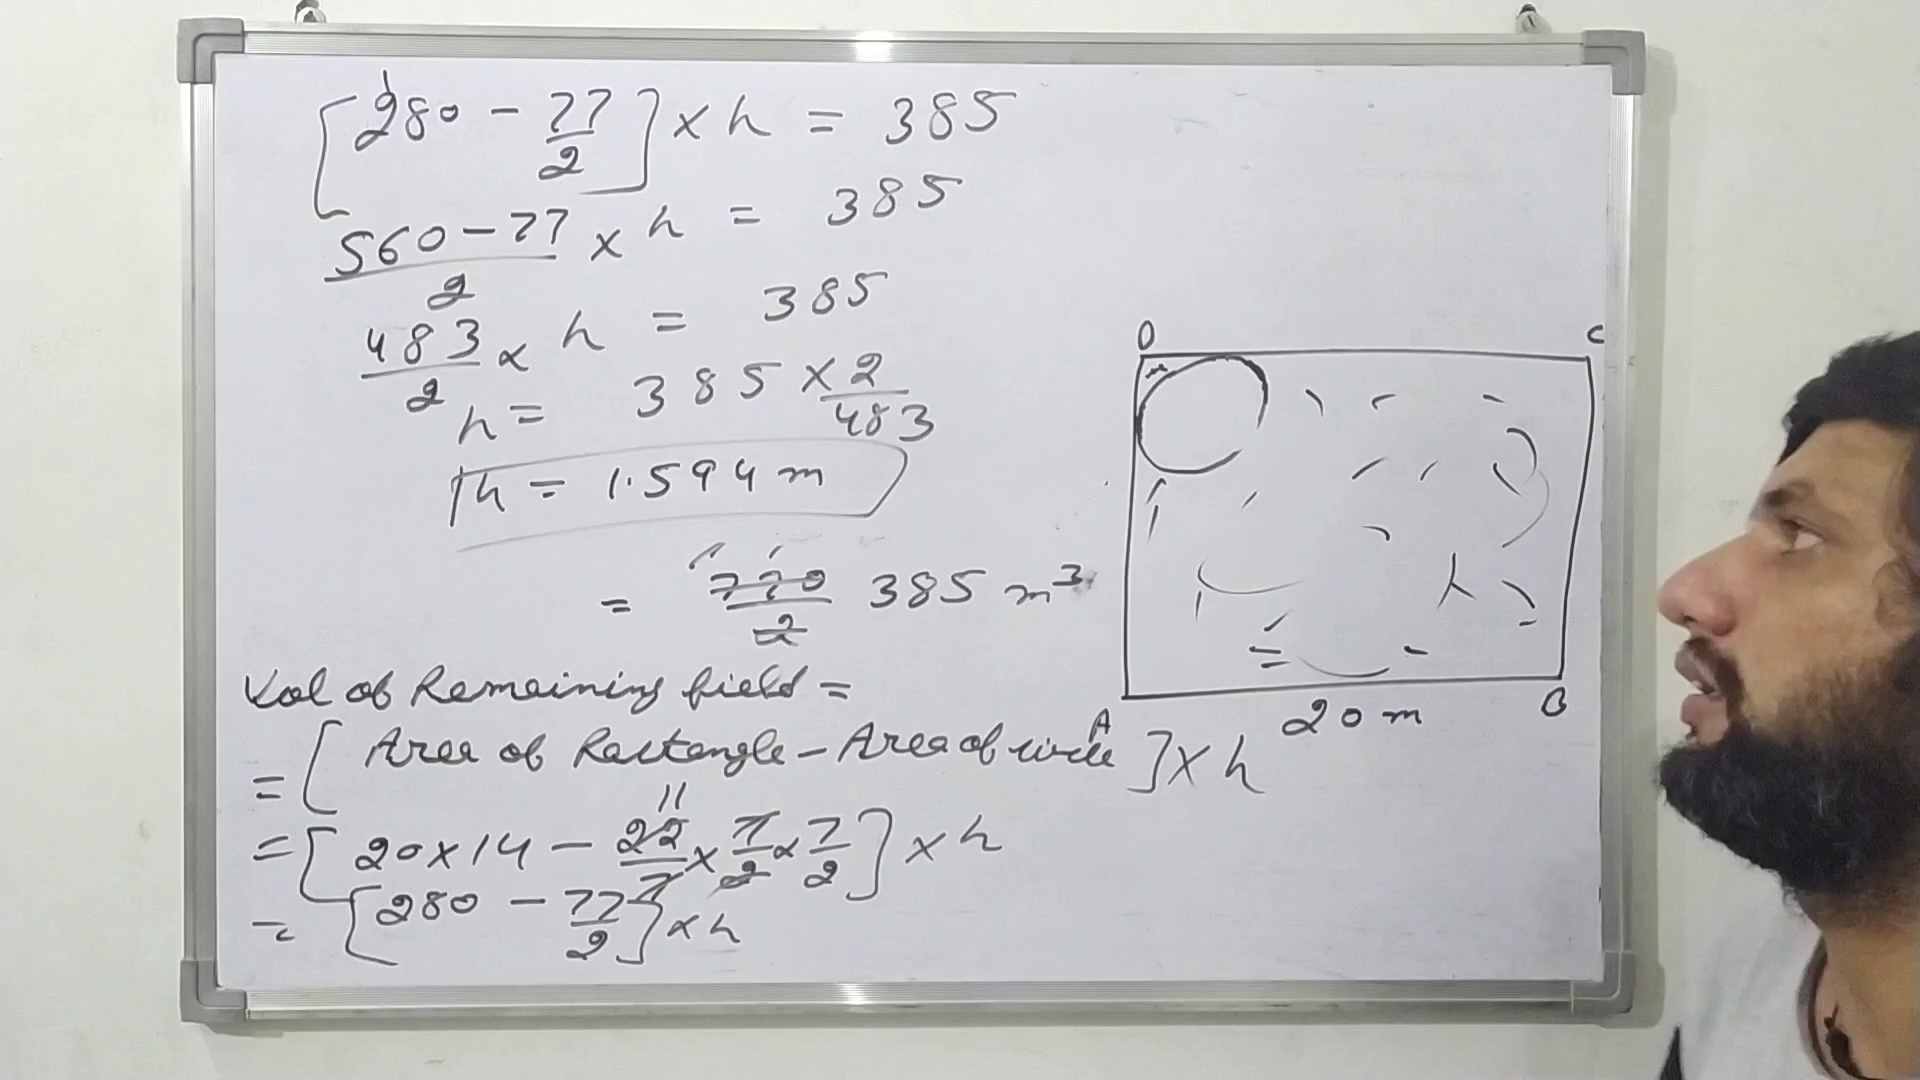 [280 - 77/2] × h = 385
560 - 77/2 × h = 385
483/2 × h = 385
h = 385 × 2/483
h = 1.594 m
= 770/2 385 m³
Vol of Remaining field =
= [Area of Rectangle - Area of circle] × h
= [20×14 - 22/7 × 7/2 × 7/2] × h
11
= [280 - 77/2] × h
D C
A B
20 m